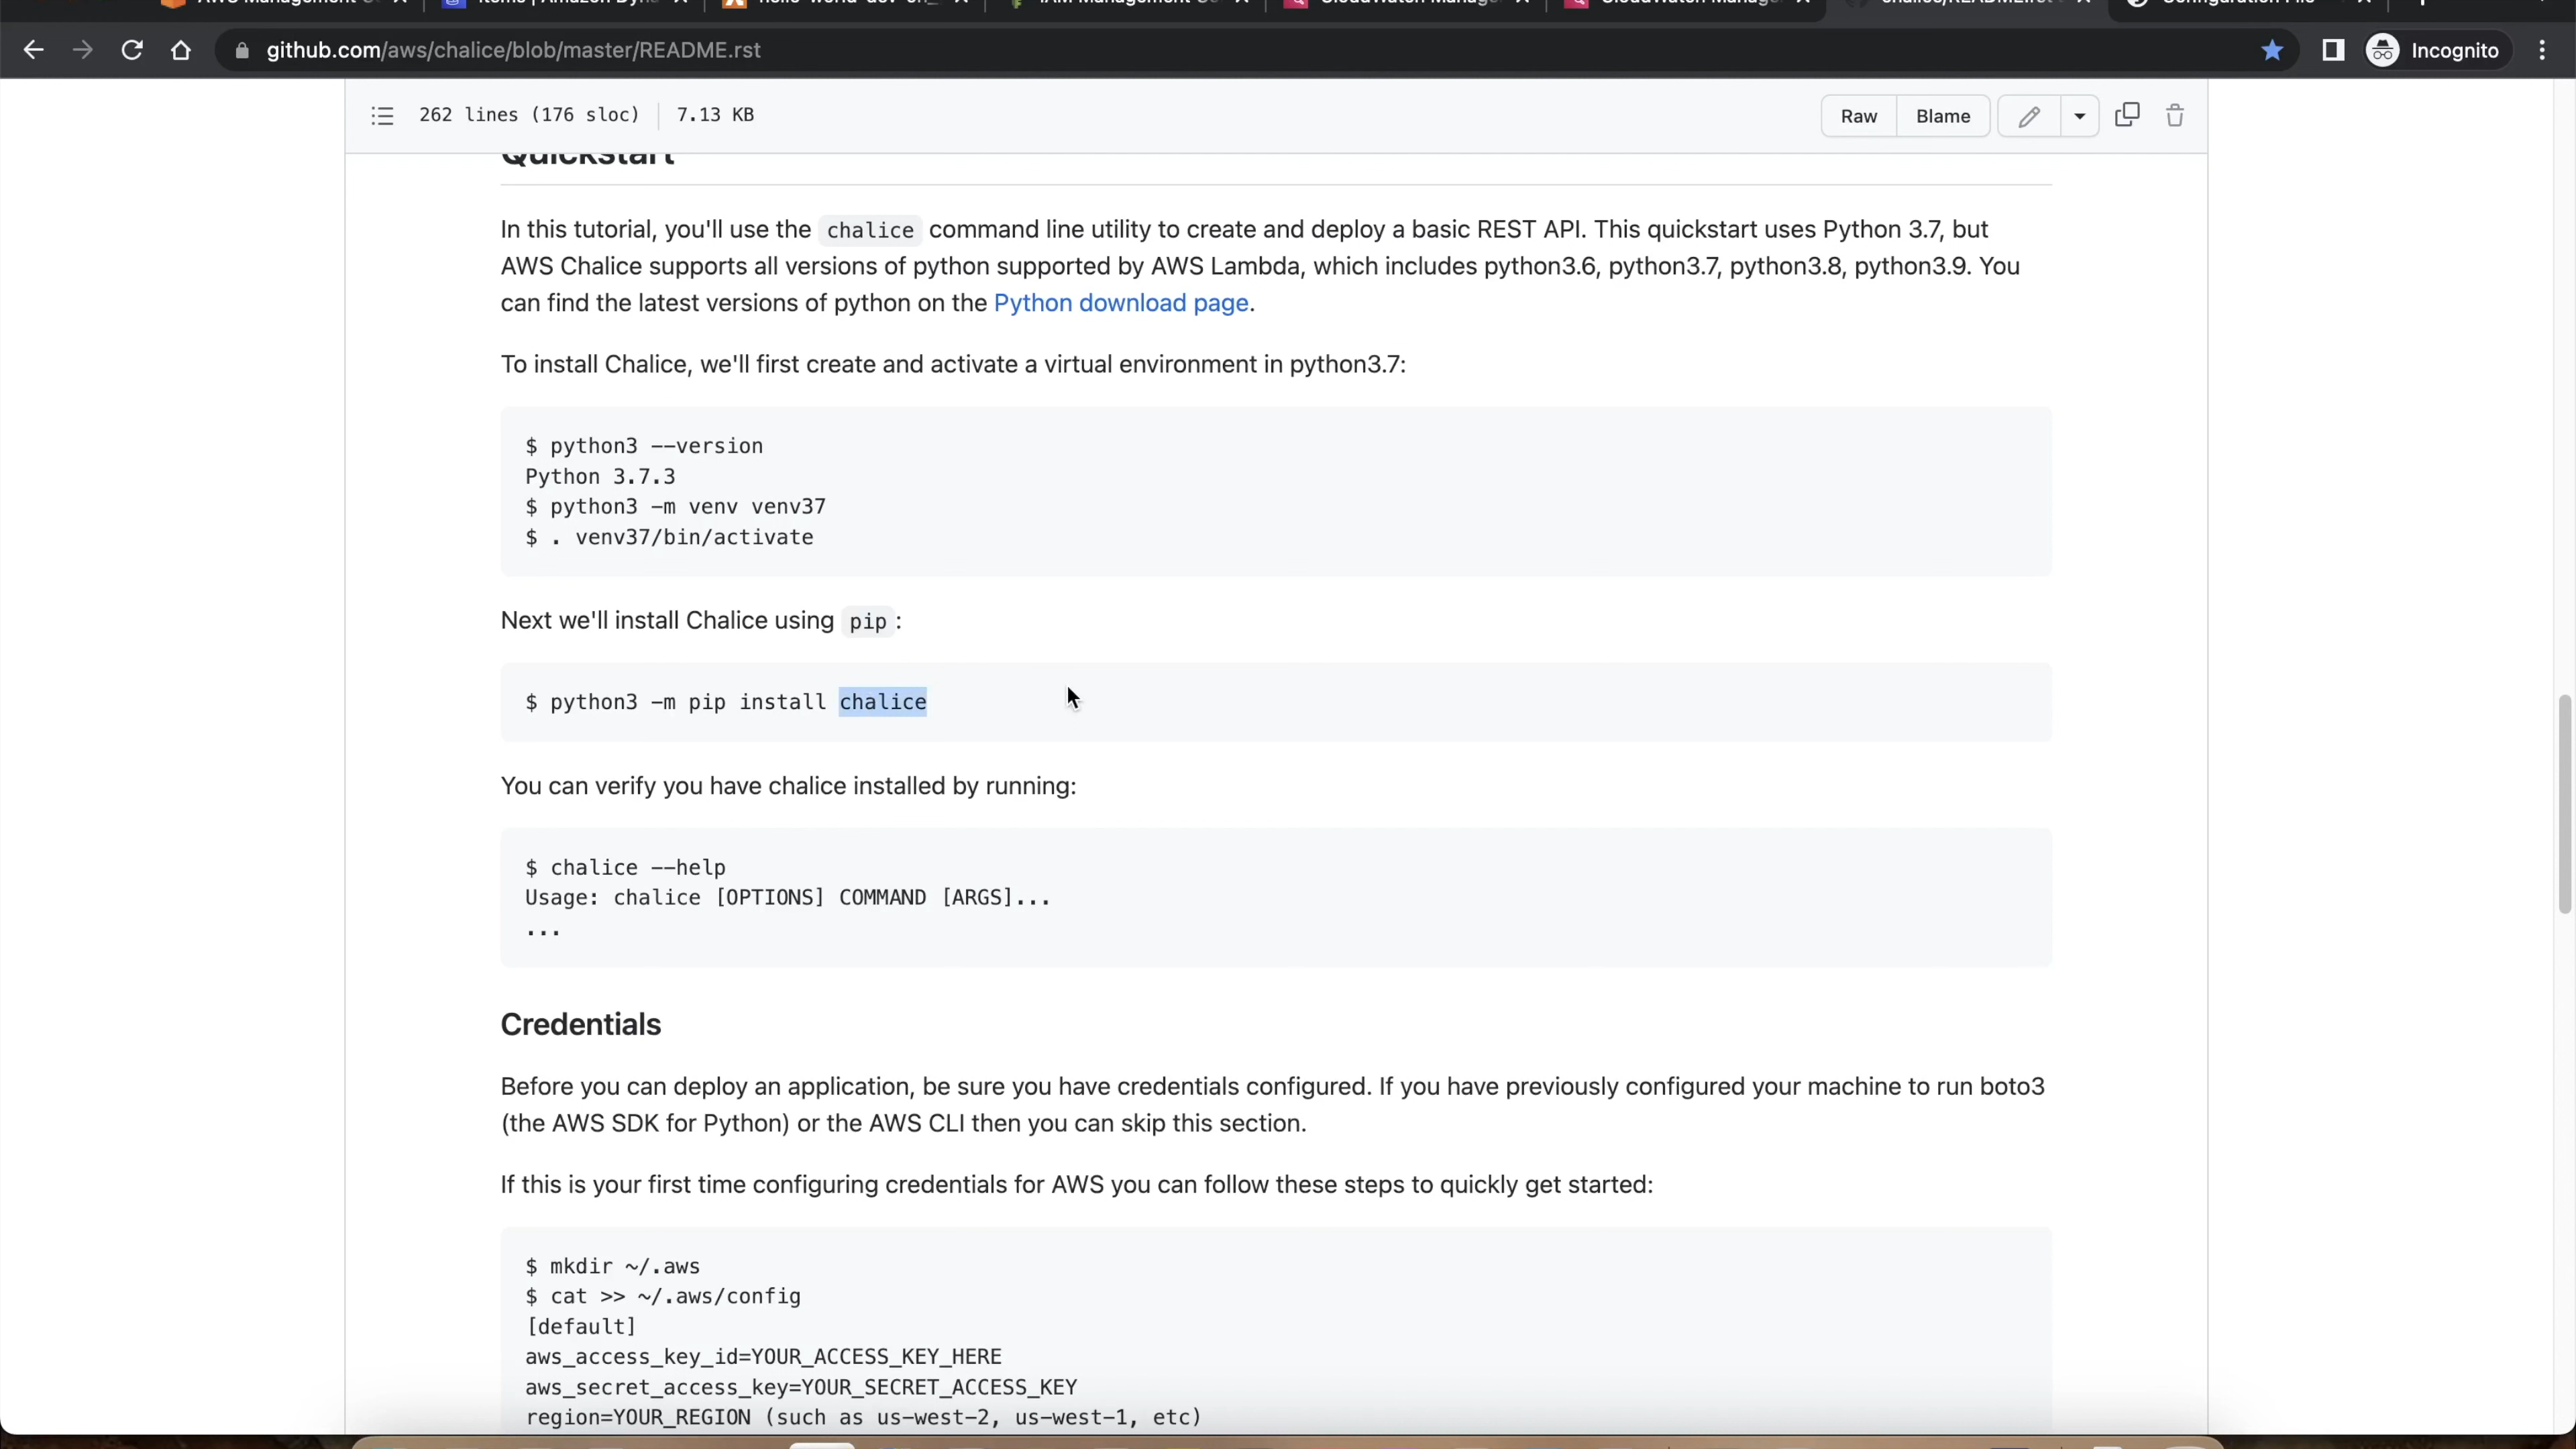 github.com/aws/chalice/blob/master/README.rst
Incognito
262 lines (176 sloc) 7.13 KB
Raw Blame
Quickstart
In this tutorial, you'll use the chalice command line utility to create and deploy a basic REST API. This quickstart uses Python 3.7, but
AWS Chalice supports all versions of python supported by AWS Lambda, which includes python3.6, python3.7, python3.8, python3.9. You
can find the latest versions of python on the Python download page.
To install Chalice, we'll first create and activate a virtual environment in python3.7:
$ python3 --version
Python 3.7.3
$ python3 -m venv venv37
$ . venv37/bin/activate
Next we'll install Chalice using pip :
$ python3 -m pip install chalice
You can verify you have chalice installed by running:
$ chalice --help
Usage: chalice [OPTIONS] COMMAND [ARGS]...
...
Credentials
Before you can deploy an application, be sure you have credentials configured. If you have previously configured your machine to run boto3
(the AWS SDK for Python) or the AWS CLI then you can skip this section.
If this is your first time configuring credentials for AWS you can follow these steps to quickly get started:
$ mkdir ~/.aws
$ cat >> ~/.aws/config
[default]
aws_access_key_id=YOUR_ACCESS_KEY_HERE
aws_secret_access_key=YOUR_SECRET_ACCESS_KEY
region=YOUR_REGION (such as us-west-2, us-west-1, etc)